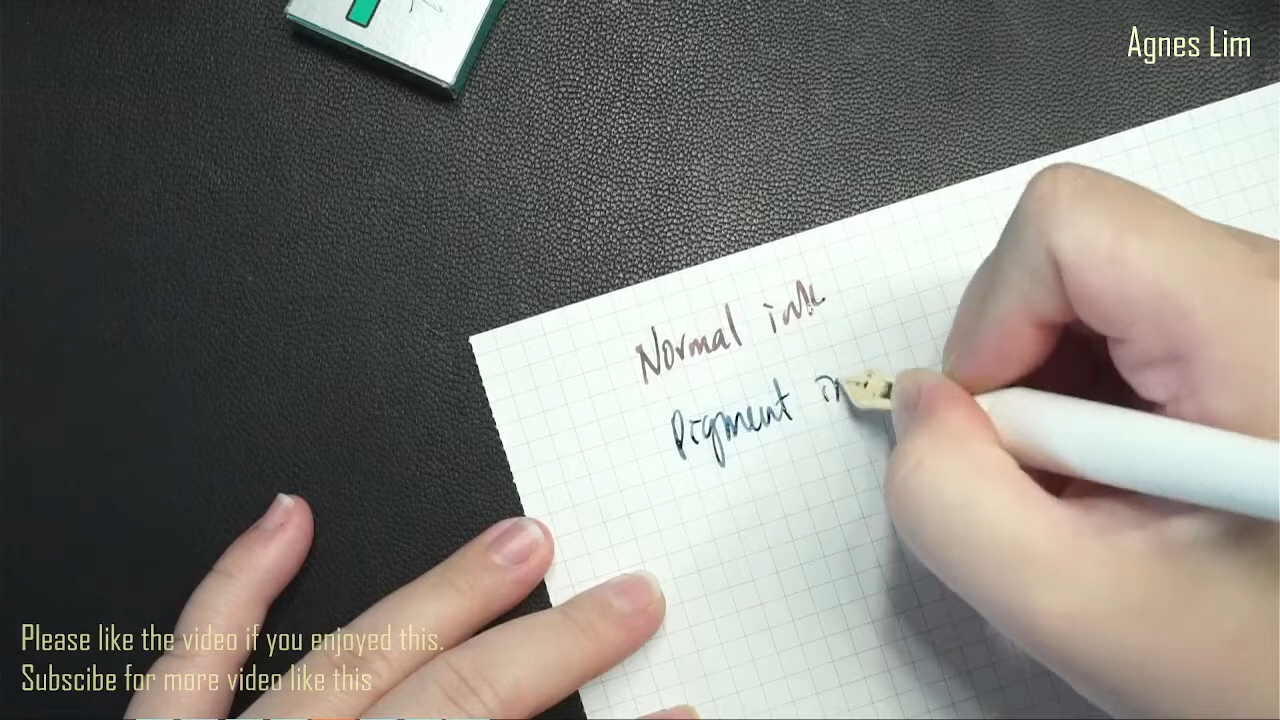 Agnes Lim
Normal ink
Pigment in
Please like the video if you enjoyed this.
Subscibe for more video like this